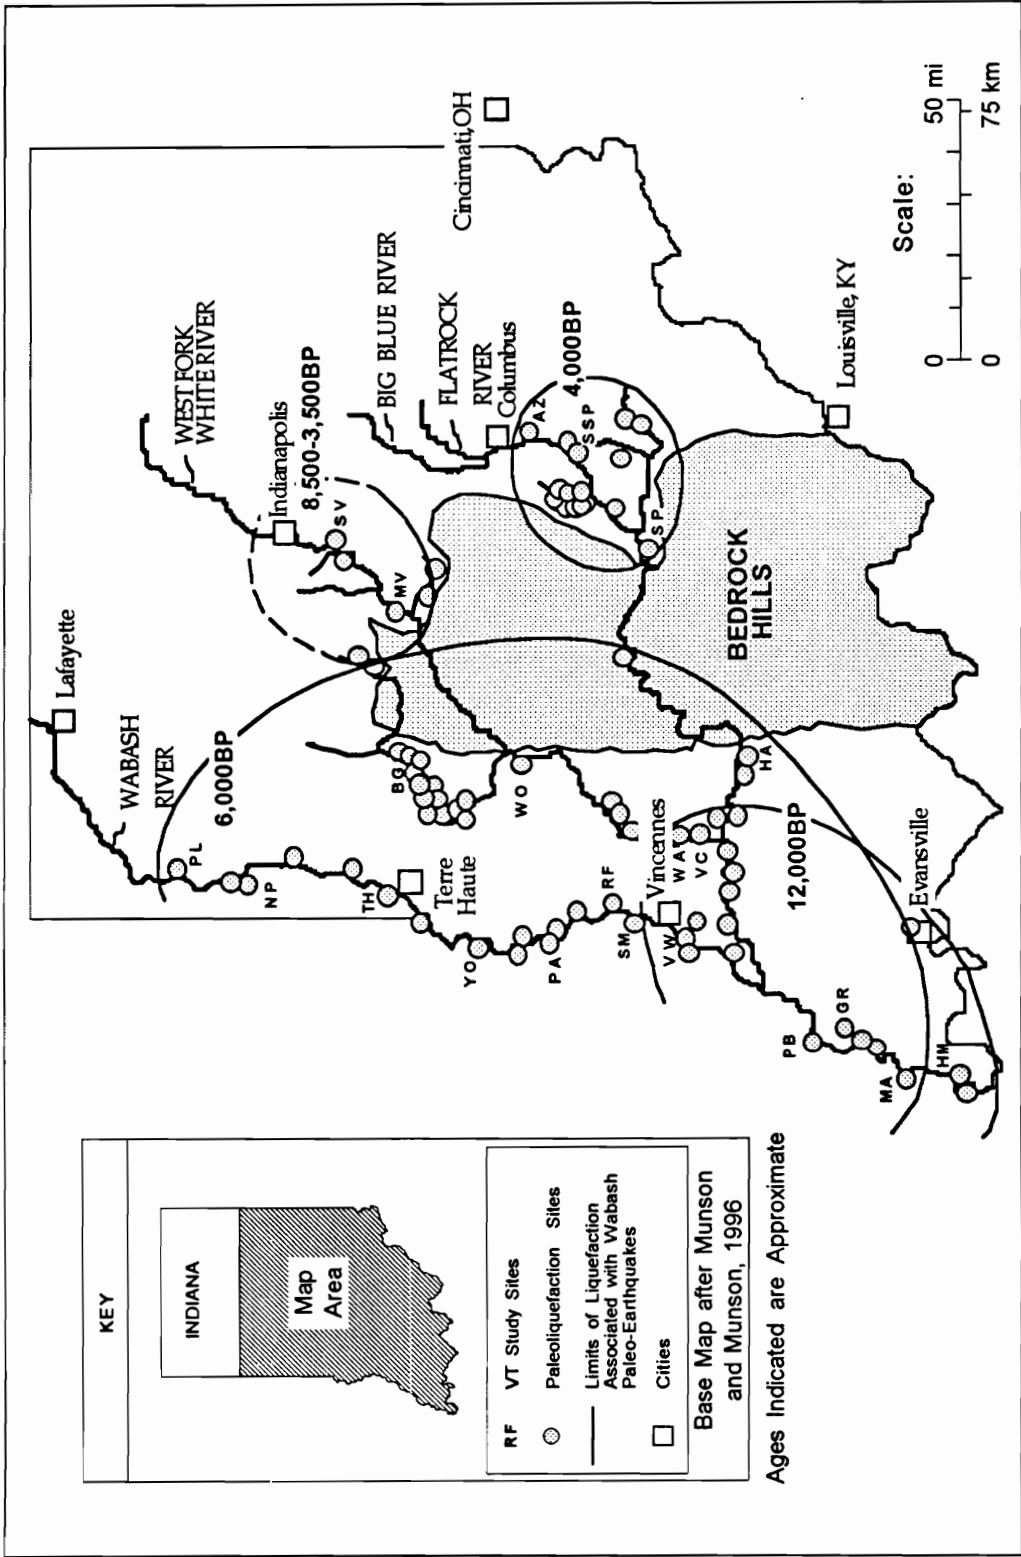 KEY
INDIANA
Map
Area
RF VT Study Sites
Paleoliquefaction Sites
Limits of Liquefaction
Associated with Wabash
Paleo-Earthquakes
Cities
Base Map after Munson
and Munson, 1996
Ages Indicated are Approximate
Lafayette
WABASH
RIVER
6,000BP
PL
NP
TH
Terre
Haute
YO
PA
RF
SM
Vincennes
VW
WA
VC
HA
12,000BP
PB
GR
MA
HM
Evansville
BG
WO
WEST FORK
WHITE RIVER
Indianapolis
8,500-3,500BP
SV
MV
BIG BLUE RIVER
FLATROCK
RIVER
Columbus
AZ
4,000BP
SSP
SP
BEDROCK
HILLS
Cincinnati,OH
Louisville, KY
Scale:
0 50 mi
0 75 km